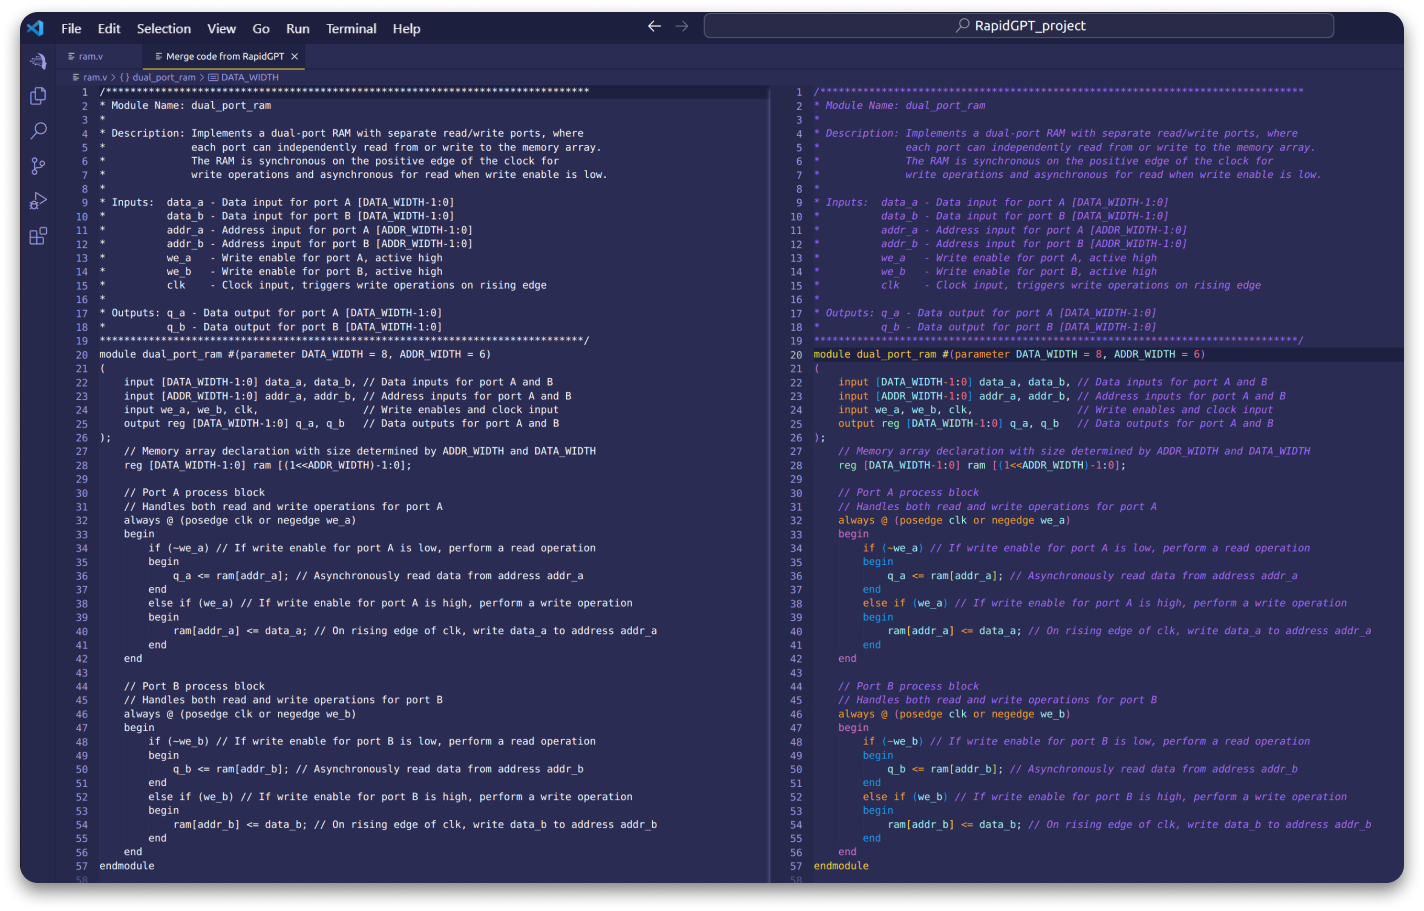 File Edit Selection View Go Run Terminal Help
RapidGPT_project
ram.v
Merge code from RapidGPT ×
ram.v > {} dual_port_ram > DATA_WIDTH
1 /*******************************************************************************
2 * Module Name: dual_port_ram
3 *
4 * Description: Implements a dual-port RAM with separate read/write ports, where
5 *              each port can independently read from or write to the memory array.
6 *              The RAM is synchronous on the positive edge of the clock for
7 *              write operations and asynchronous for read when write enable is low.
8 *
9 * Inputs:  data_a - Data input for port A [DATA_WIDTH-1:0]
10 *          data_b - Data input for port B [DATA_WIDTH-1:0]
11 *          addr_a - Address input for port A [ADDR_WIDTH-1:0]
12 *          addr_b - Address input for port B [ADDR_WIDTH-1:0]
13 *          we_a   - Write enable for port A, active high
14 *          we_b   - Write enable for port B, active high
15 *          clk    - Clock input, triggers write operations on rising edge
16 *
17 * Outputs: q_a - Data output for port A [DATA_WIDTH-1:0]
18 *          q_b - Data output for port B [DATA_WIDTH-1:0]
19 *******************************************************************************/
20 module dual_port_ram #(parameter DATA_WIDTH = 8, ADDR_WIDTH = 6)
21 (
22     input [DATA_WIDTH-1:0] data_a, data_b, // Data inputs for port A and B
23     input [ADDR_WIDTH-1:0] addr_a, addr_b, // Address inputs for port A and B
24     input we_a, we_b, clk,                 // Write enables and clock input
25     output reg [DATA_WIDTH-1:0] q_a, q_b   // Data outputs for port A and B
26 );
27     // Memory array declaration with size determined by ADDR_WIDTH and DATA_WIDTH
28     reg [DATA_WIDTH-1:0] ram [(1<<ADDR_WIDTH)-1:0];
29
30     // Port A process block
31     // Handles both read and write operations for port A
32     always @ (posedge clk or negedge we_a)
33     begin
34         if (~we_a) // If write enable for port A is low, perform a read operation
35         begin
36             q_a <= ram[addr_a]; // Asynchronously read data from address addr_a
37         end
38         else if (we_a) // If write enable for port A is high, perform a write operation
39         begin
40             ram[addr_a] <= data_a; // On rising edge of clk, write data_a to address addr_a
41         end
42     end
43
44     // Port B process block
45     // Handles both read and write operations for port B
46     always @ (posedge clk or negedge we_b)
47     begin
48         if (~we_b) // If write enable for port B is low, perform a read operation
49         begin
50             q_b <= ram[addr_b]; // Asynchronously read data from address addr_b
51         end
52         else if (we_b) // If write enable for port B is high, perform a write operation
53         begin
54             ram[addr_b] <= data_b; // On rising edge of clk, write data_b to address addr_b
55         end
56     end
57 endmodule
58
1 /*******************************************************************************
2 * Module Name: dual_port_ram
3 *
4 * Description: Implements a dual-port RAM with separate read/write ports, where
5 *              each port can independently read from or write to the memory array.
6 *              The RAM is synchronous on the positive edge of the clock for
7 *              write operations and asynchronous for read when write enable is low.
8 *
9 * Inputs:  data_a - Data input for port A [DATA_WIDTH-1:0]
10 *          data_b - Data input for port B [DATA_WIDTH-1:0]
11 *          addr_a - Address input for port A [ADDR_WIDTH-1:0]
12 *          addr_b - Address input for port B [ADDR_WIDTH-1:0]
13 *          we_a   - Write enable for port A, active high
14 *          we_b   - Write enable for port B, active high
15 *          clk    - Clock input, triggers write operations on rising edge
16 *
17 * Outputs: q_a - Data output for port A [DATA_WIDTH-1:0]
18 *          q_b - Data output for port B [DATA_WIDTH-1:0]
19 *******************************************************************************/
20 module dual_port_ram #(parameter DATA_WIDTH = 8, ADDR_WIDTH = 6)
21 (
22     input [DATA_WIDTH-1:0] data_a, data_b, // Data inputs for port A and B
23     input [ADDR_WIDTH-1:0] addr_a, addr_b, // Address inputs for port A and B
24     input we_a, we_b, clk,                 // Write enables and clock input
25     output reg [DATA_WIDTH-1:0] q_a, q_b   // Data outputs for port A and B
26 );
27     // Memory array declaration with size determined by ADDR_WIDTH and DATA_WIDTH
28     reg [DATA_WIDTH-1:0] ram [(1<<ADDR_WIDTH)-1:0];
29
30     // Port A process block
31     // Handles both read and write operations for port A
32     always @ (posedge clk or negedge we_a)
33     begin
34         if (~we_a) // If write enable for port A is low, perform a read operation
35         begin
36             q_a <= ram[addr_a]; // Asynchronously read data from address addr_a
37         end
38         else if (we_a) // If write enable for port A is high, perform a write operation
39         begin
40             ram[addr_a] <= data_a; // On rising edge of clk, write data_a to address addr_a
41         end
42     end
43
44     // Port B process block
45     // Handles both read and write operations for port B
46     always @ (posedge clk or negedge we_b)
47     begin
48         if (~we_b) // If write enable for port B is low, perform a read operation
49         begin
50             q_b <= ram[addr_b]; // Asynchronously read data from address addr_b
51         end
52         else if (we_b) // If write enable for port B is high, perform a write operation
53         begin
54             ram[addr_b] <= data_b; // On rising edge of clk, write data_b to address addr_b
55         end
56     end
57 endmodule
58